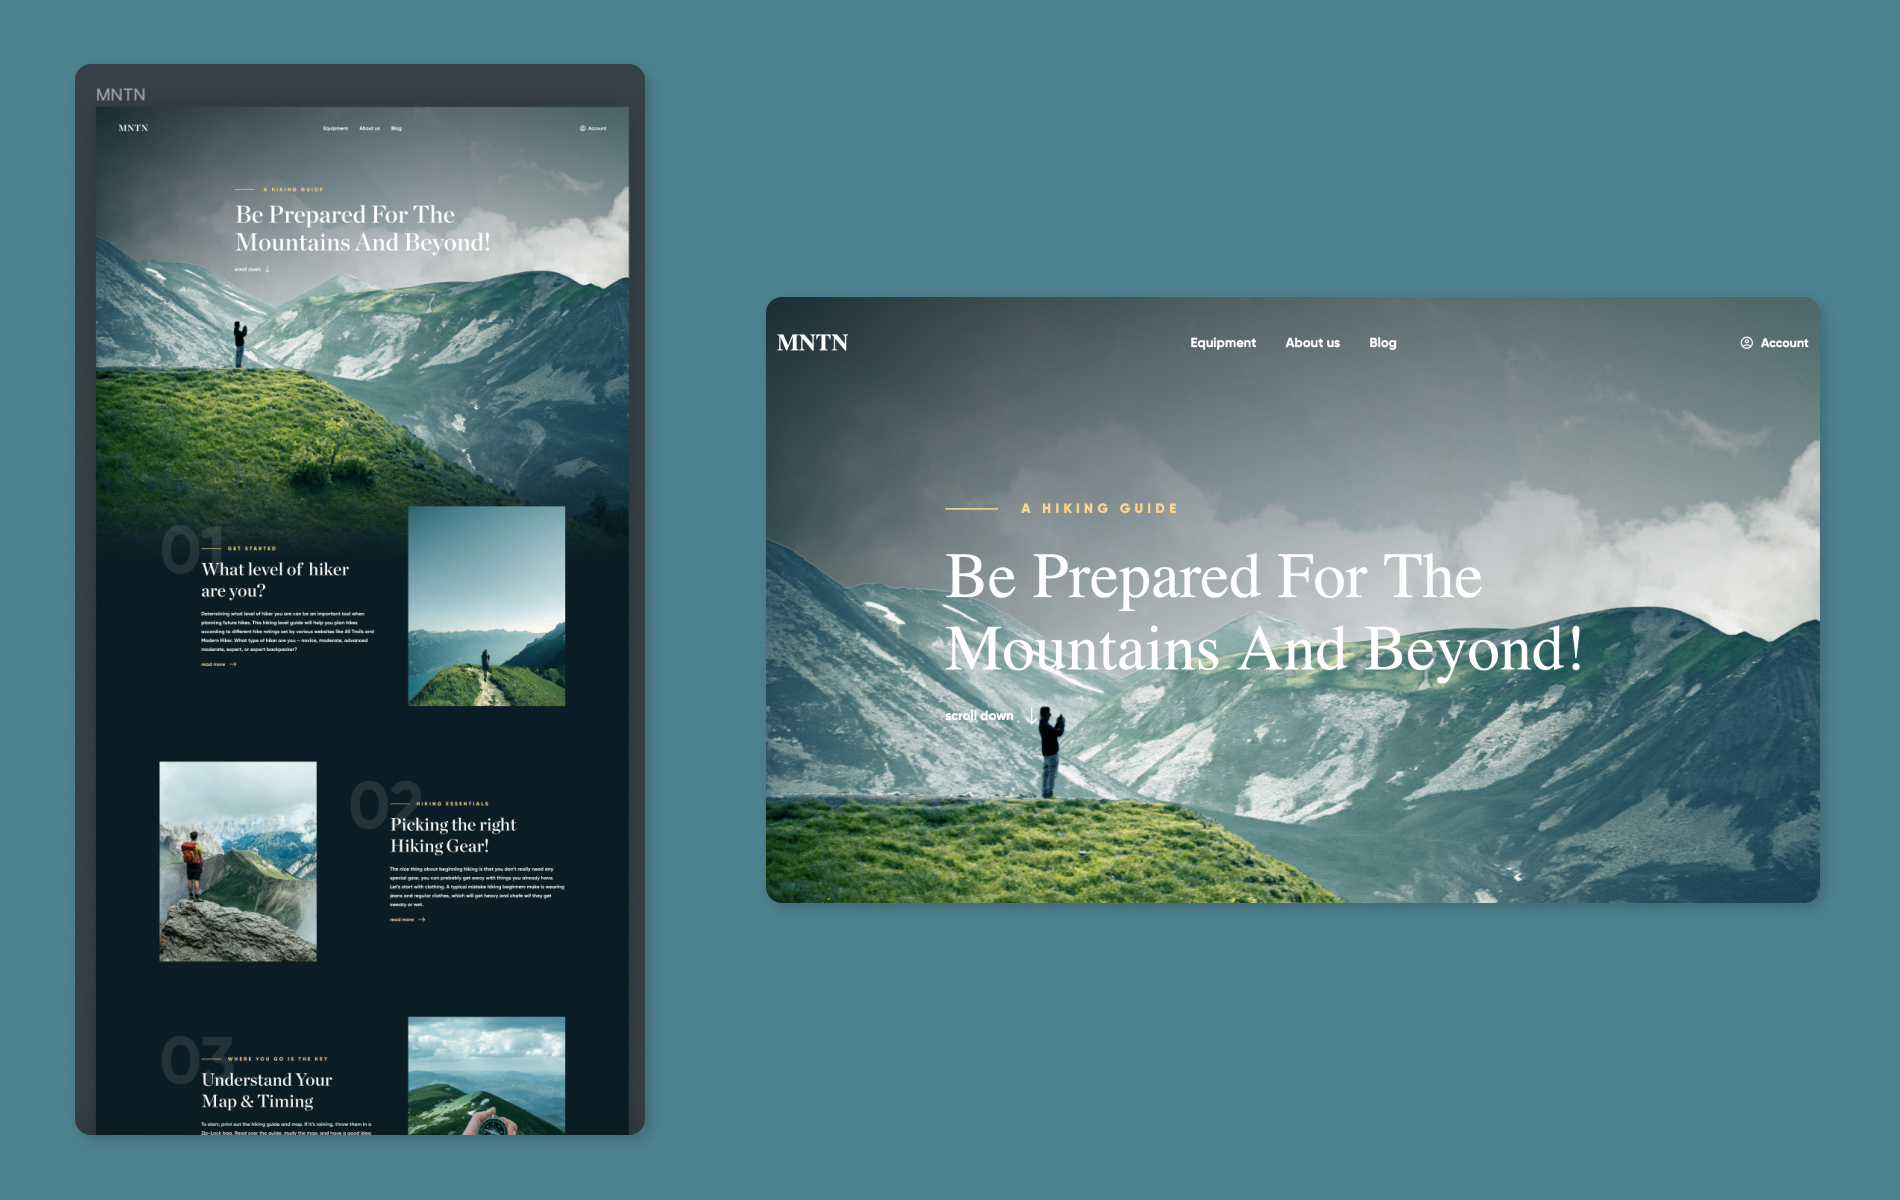 MNTN
MNTN
Equipment About us Blog
Account
A HIKING GUIDE
Be Prepared For The
Mountains And Beyond!
scroll down
01
GET STARTED
What level of hiker
are you?
Determining what level of hiker you are can be an important tool when
planning future hikes. This hiking level guide will help you plan hikes
according to different hike ratings set by various websites like All Trails and
Modern Hiker. What type of hiker are you – novice, moderate, advanced
moderate, expert, or expert backpacker?
read more
02
HIKING ESSENTIALS
Picking the right
Hiking Gear!
The nice thing about beginning hiking is that you don't really need any
special gear, you can probably get away with things you already have.
Let's start with clothing. A typical mistake hiking beginners make is wearing
jeans and regular clothes, which will get heavy and chafe wif they get
sweaty or wet.
read more
03
WHERE YOU GO IS THE KEY
Understand Your
Map & Timing
To start, print out the hiking guide and map. If it's raining, throw them in a
Zip-Lock bag. Read over the guide, study the map, and have a good idea
MNTN
Equipment About us Blog
Account
A HIKING GUIDE
Be Prepared For The
Mountains And Beyond!
scroll down